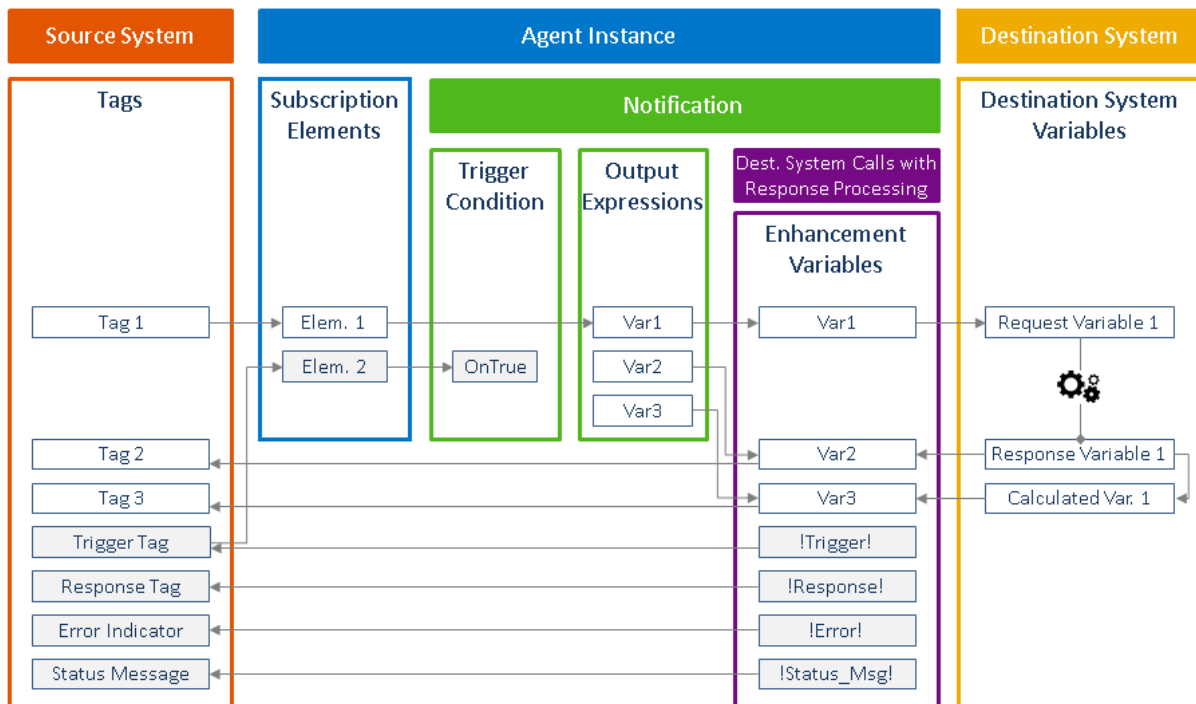 Source System
Agent Instance
Destination System
Tags
Subscription
Elements
Notification
Destination System
Variables
Trigger
Condition
Output
Expressions
Dest. System Calls with
Response Processing
Enhancement
Variables
Tag 1
Elem. 1
Var1
Var1
Request Variable 1
Elem. 2
OnTrue
Var2
Var3
Tag 2
Var2
Response Variable 1
Tag 3
Var3
Calculated Var. 1
Trigger Tag
!Trigger!
Response Tag
!Response!
Error Indicator
!Error!
Status Message
!Status_Msg!